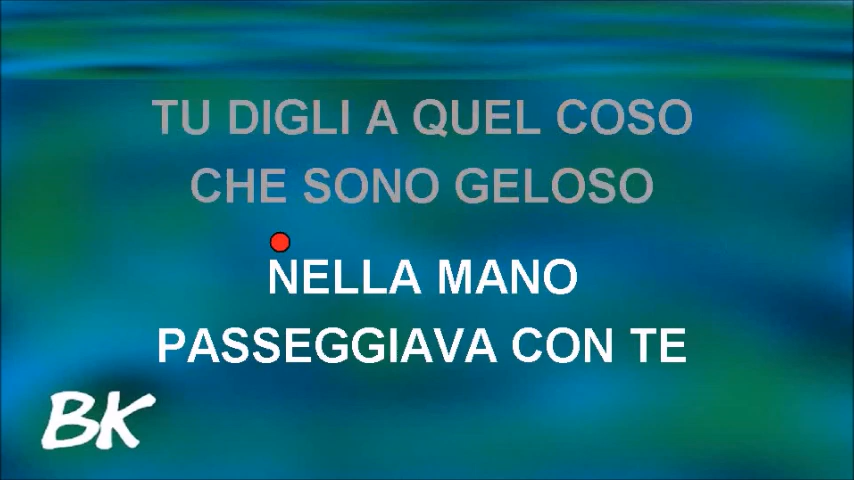 TU DIGLI A QUEL COSO
CHE SONO GELOSO
NELLA MANO
PASSEGGIAVA CON TE
BK